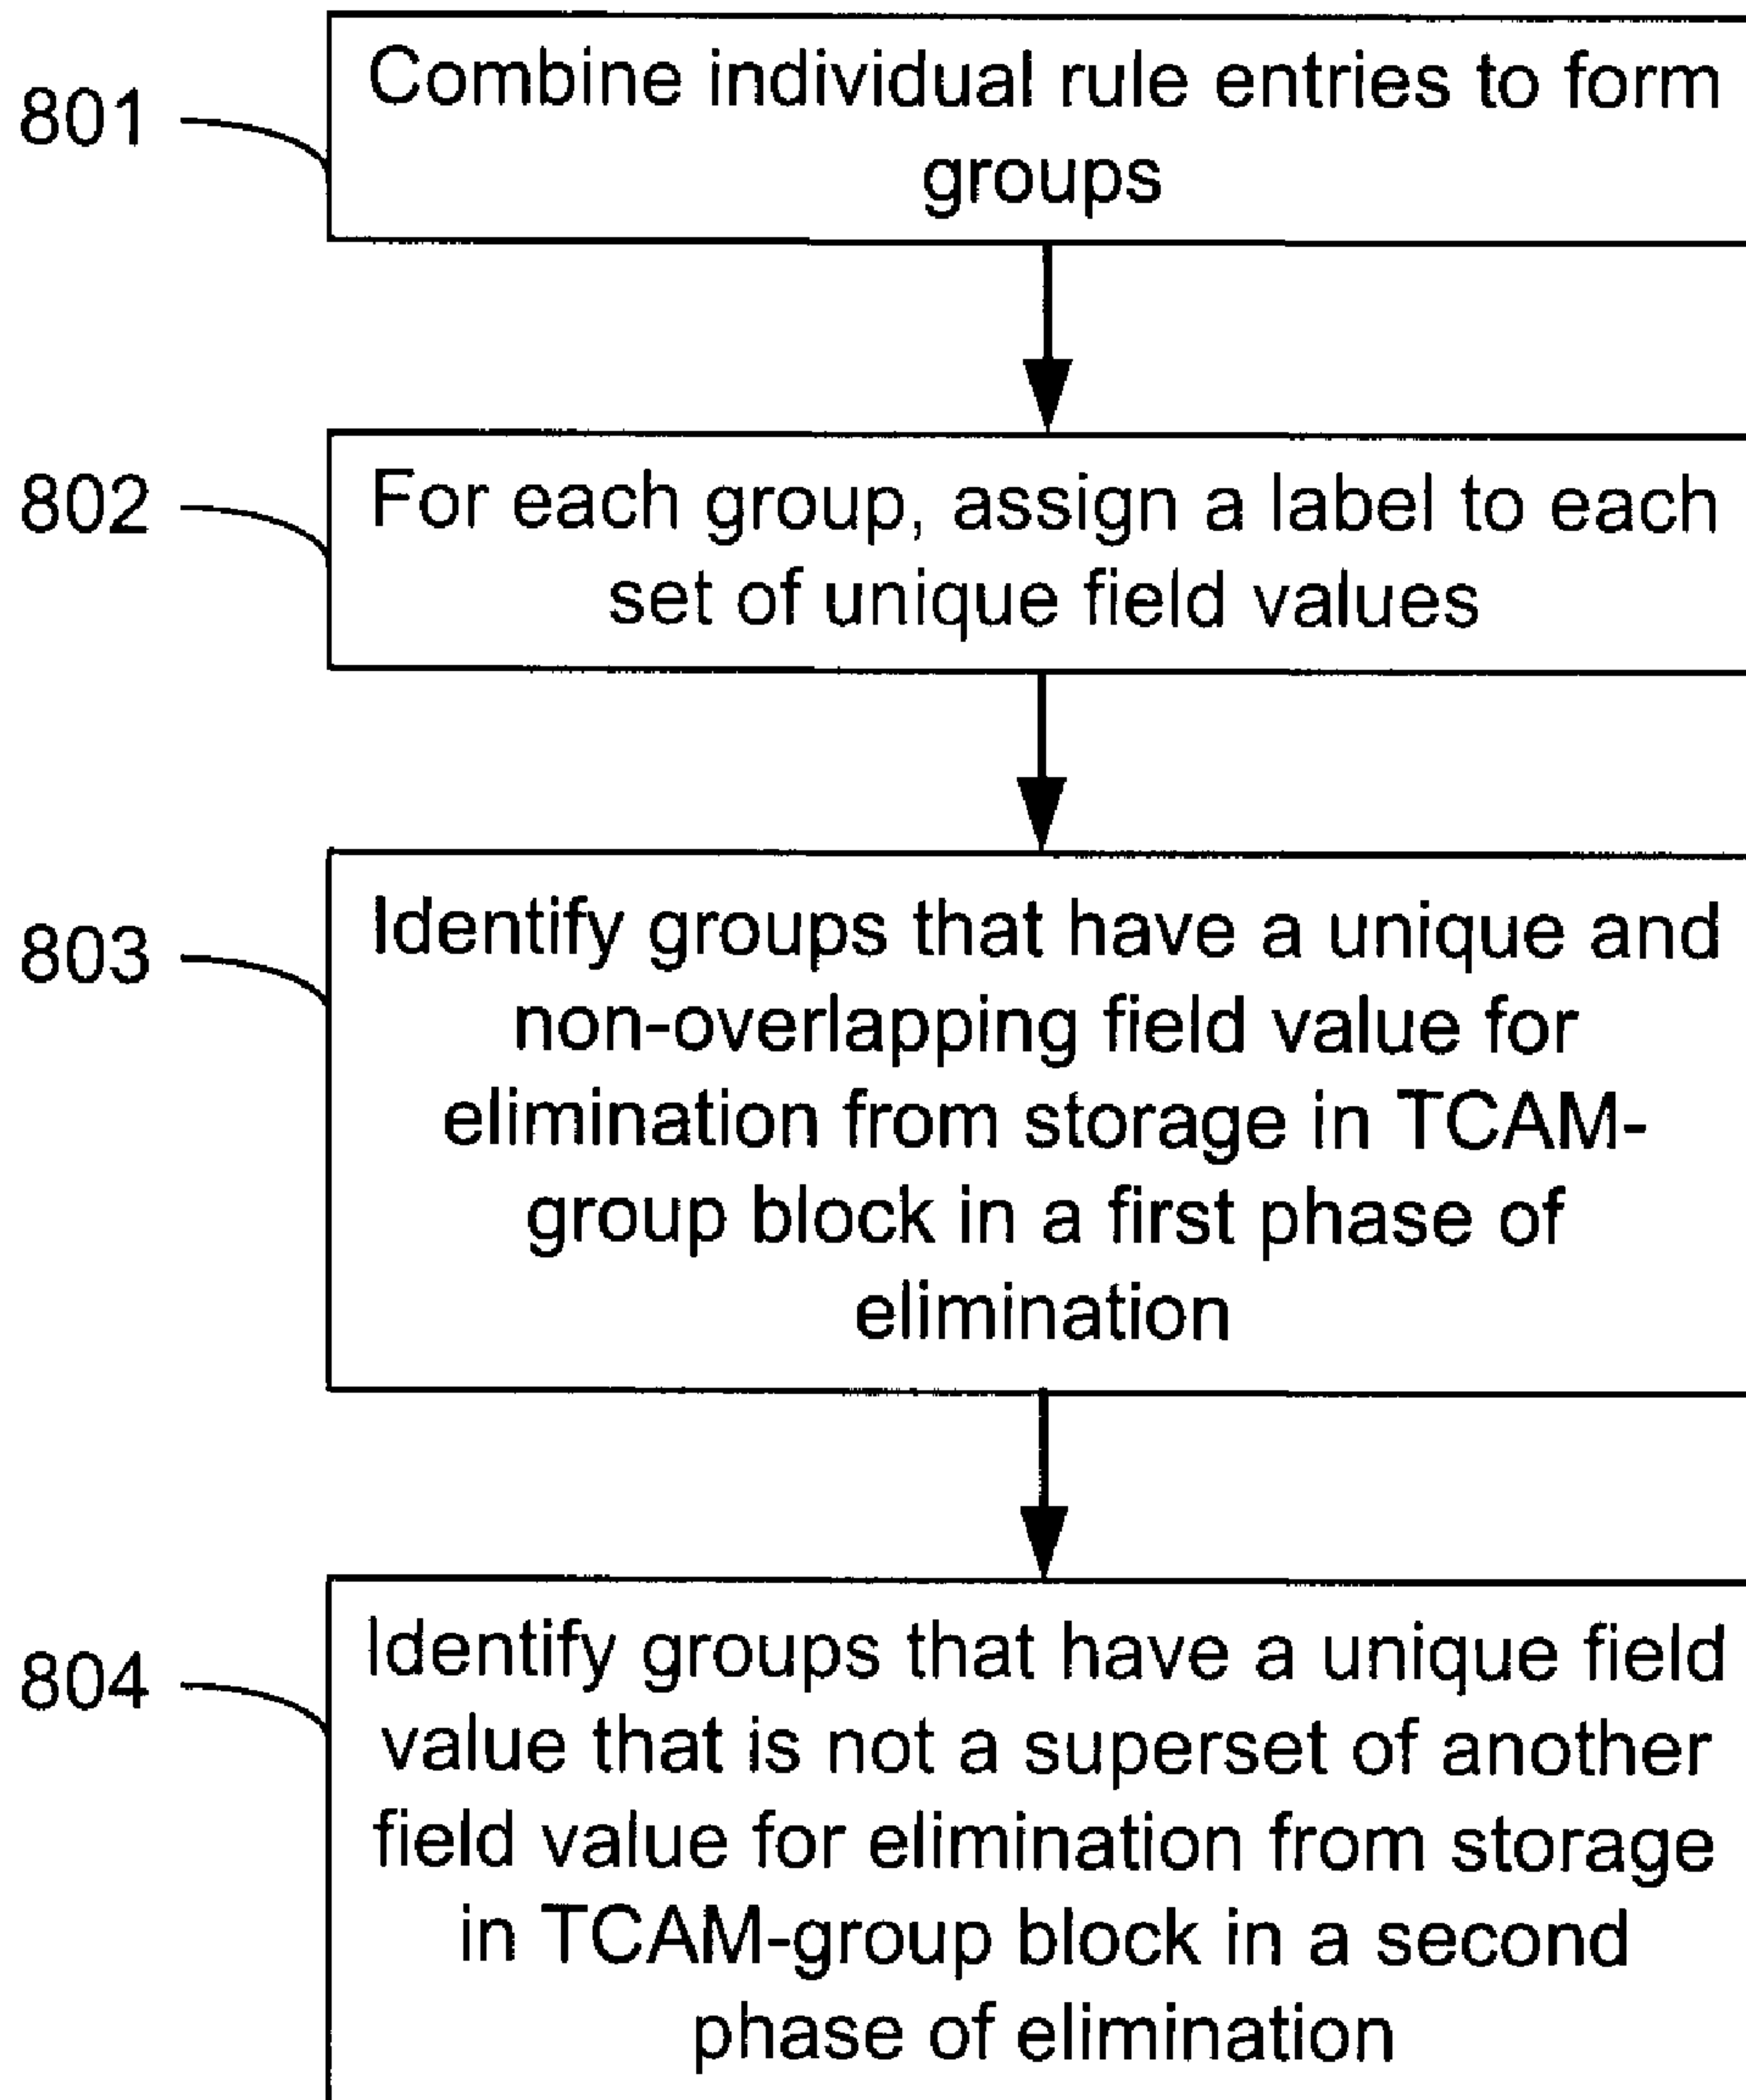 801
Combine individual rule entries to form
groups
802
For each group, assign a label to each
set of unique field values
803
Identify groups that have a unique and
non-overlapping field value for
elimination from storage in TCAM-
group block in a first phase of
elimination
804
Identify groups that have a unique field
value that is not a superset of another
field value for elimination from storage
in TCAM-group block in a second
phase of elimination